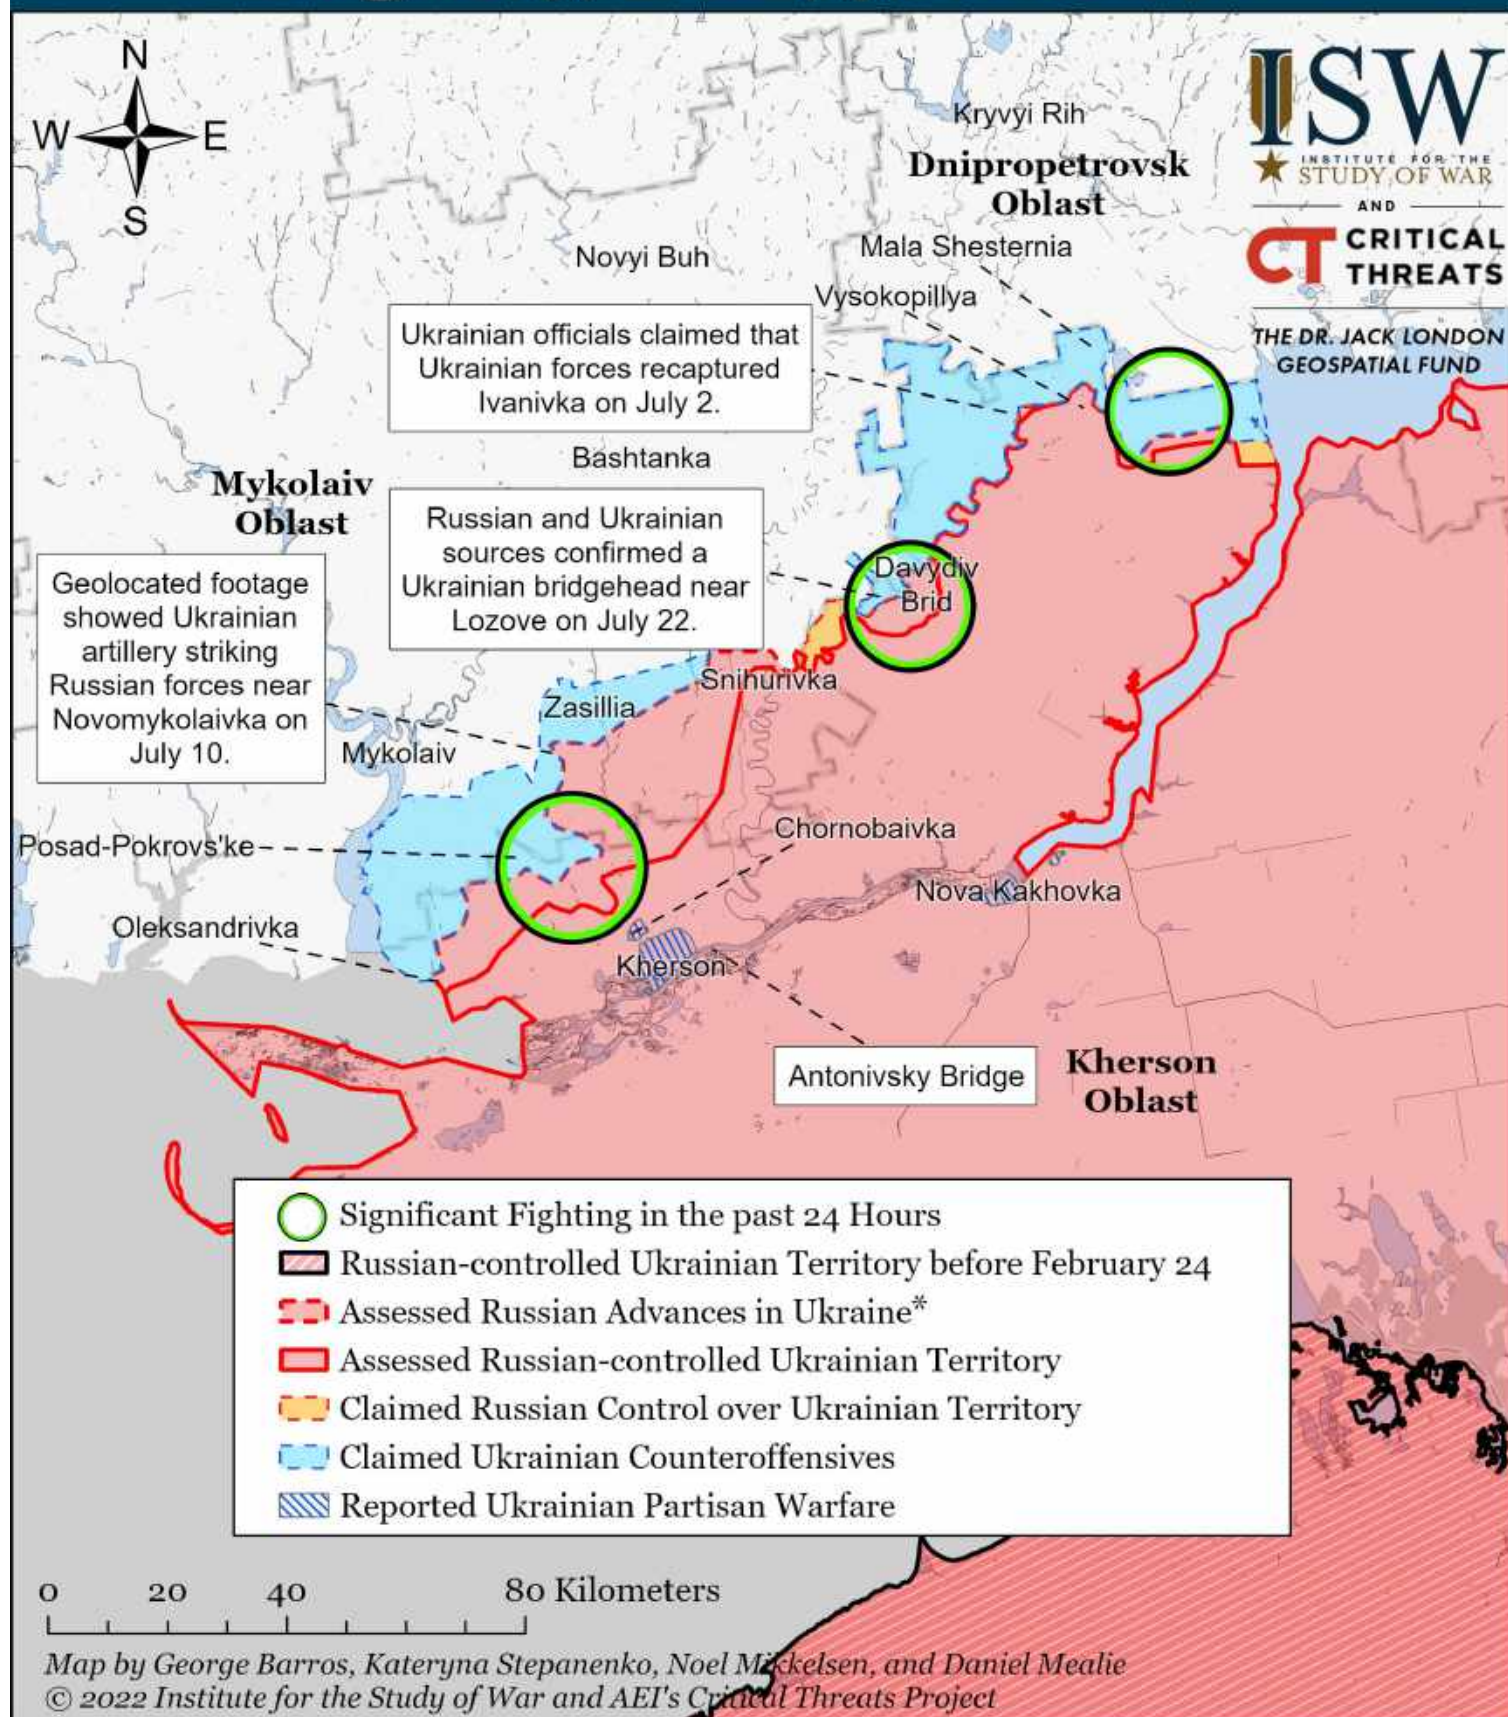 N
W
E
S
ISW
INSTITUTE FOR THE
STUDY OF WAR
AND
CT CRITICAL
THREATS
THE DR. JACK LONDON
GEOSPATIAL FUND
Kryvyi Rih
Dnipropetrovsk
Oblast
Mala Shesternia
Novyi Buh
Vysokopillya
Ukrainian officials claimed that
Ukrainian forces recaptured
Ivanivka on July 2.
Bashtanka
Mykolaiv
Oblast
Russian and Ukrainian
sources confirmed a
Ukrainian bridgehead near
Lozove on July 22.
Davydiv
Brid
Geolocated footage
showed Ukrainian
artillery striking
Russian forces near
Novomykolaivka on
July 10.
Snihurivka
Zasillia
Mykolaiv
Chornobaivka
Posad-Pokrovs'ke
Nova Kakhovka
Oleksandrivka
Kherson
Antonivsky Bridge
Kherson
Oblast
Significant Fighting in the past 24 Hours
Russian-controlled Ukrainian Territory before February 24
Assessed Russian Advances in Ukraine*
Assessed Russian-controlled Ukrainian Territory
Claimed Russian Control over Ukrainian Territory
Claimed Ukrainian Counteroffensives
Reported Ukrainian Partisan Warfare
0 20 40 80 Kilometers
Map by George Barros, Kateryna Stepanenko, Noel Mikkelsen, and Daniel Mealie
© 2022 Institute for the Study of War and AEI's Critical Threats Project